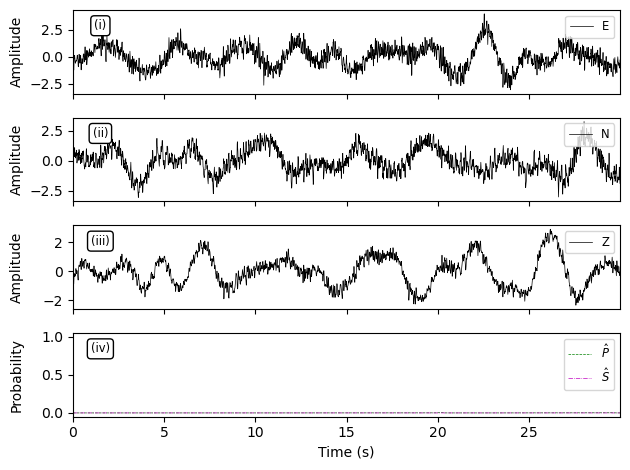 Amplitude
2.5
0.0
−2.5
(i)
E
Amplitude
2.5
0.0
−2.5
(ii)
N
Amplitude
2
0
−2
(iii)
Z
Probability
1.0
0.5
0.0
(iv)
P̂
Ŝ
0 5 10 15 20 25
Time (s)